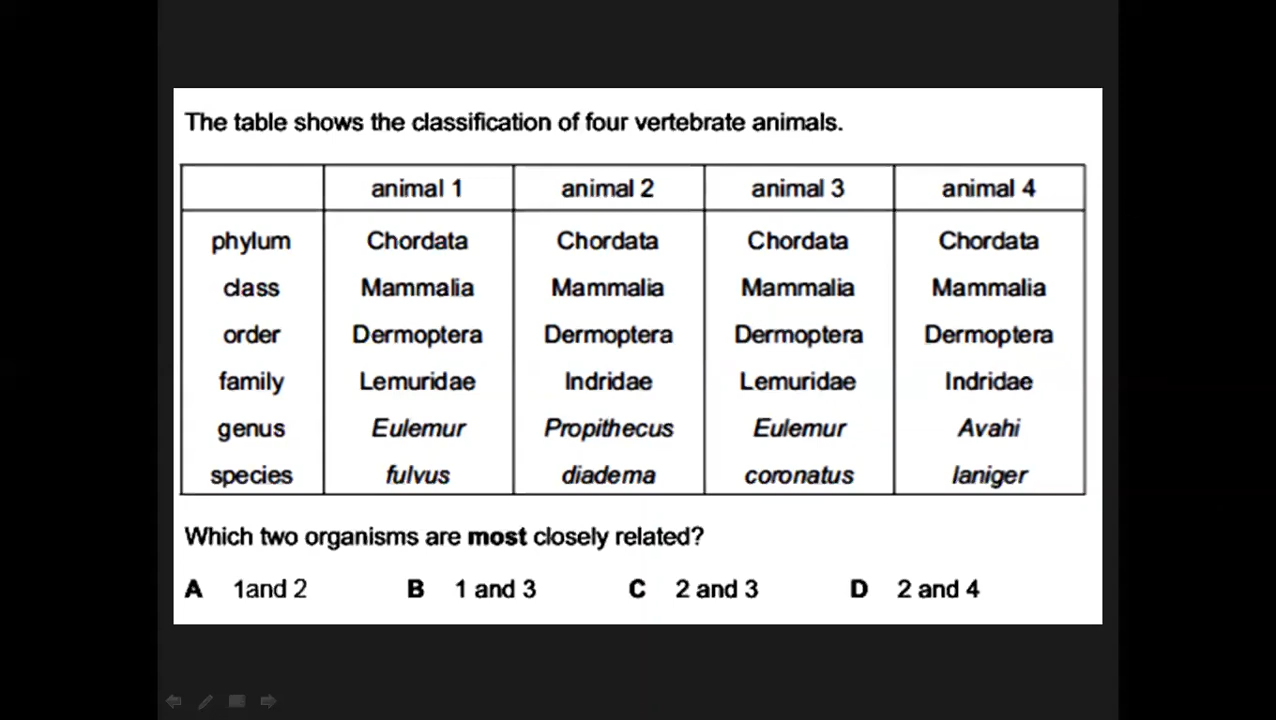 The table shows the classification of four vertebrate animals.
animal 1 animal 2 animal 3 animal 4
phylum Chordata Chordata Chordata Chordata
class Mammalia Mammalia Mammalia Mammalia
order Dermoptera Dermoptera Dermoptera Dermoptera
family Lemuridae Indridae Lemuridae Indridae
genus Eulemur Propithecus Eulemur Avahi
species fulvus diadema coronatus laniger
Which two organisms are most closely related?
A 1and 2 B 1 and 3 C 2 and 3 D 2 and 4